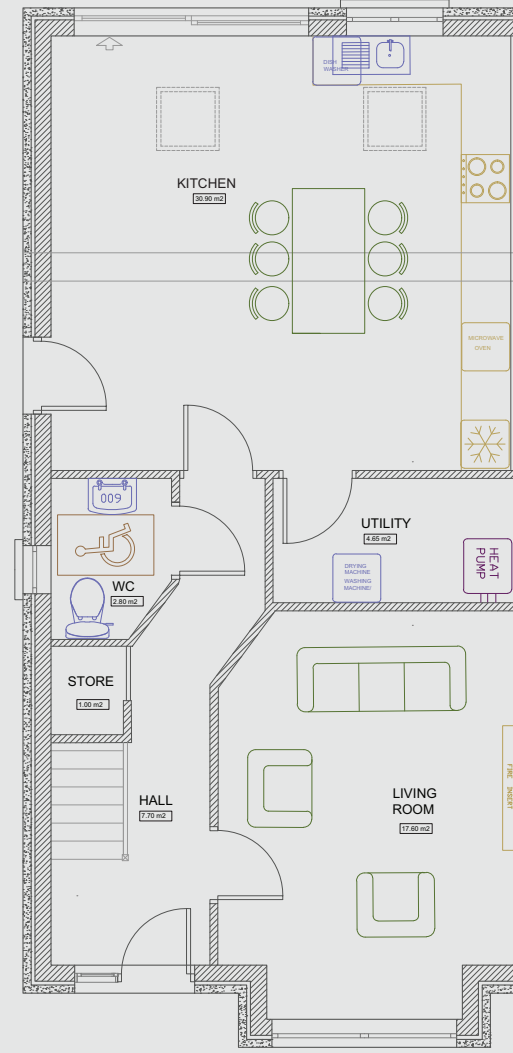 DISH
WASHER
KITCHEN
30.90 m2
MICROWAVE
OVEN
600
UTILITY
4.65 m2
HEAT
PUMP
DRYING
MACHINE
WASHING
MACHINE/
WC
2.80 m2
STORE
1.00 m2
HALL
7.70 m2
LIVING
ROOM
17.60 m2
FIRE INSERT